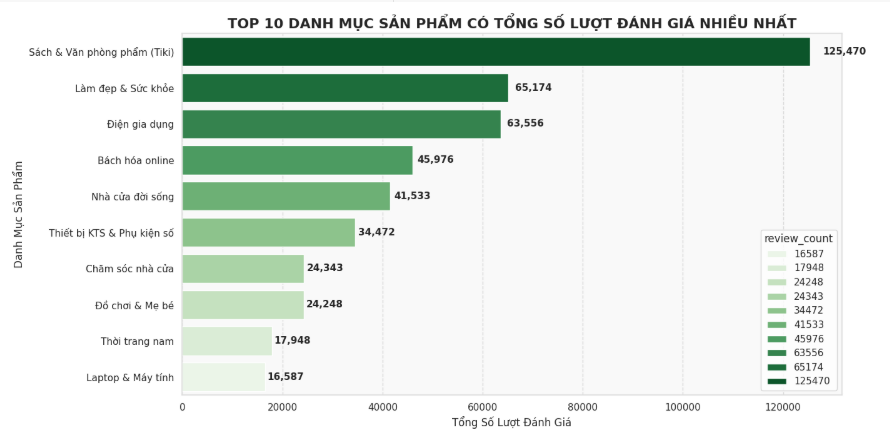 TOP 10 DANH MỤC SẢN PHẨM CÓ TỔNG SỐ LƯỢT ĐÁNH GIÁ NHIỀU NHẤT
Danh Mục Sản Phẩm
Sách & Văn phòng phẩm (Tiki) 125,470
Làm đẹp & Sức khỏe 65,174
Điện gia dụng 63,556
Bách hóa online 45,976
Nhà cửa đời sống 41,533
Thiết bị KTS & Phụ kiện số 34,472
Chăm sóc nhà cửa 24,343
Đồ chơi & Mẹ bé 24,248
Thời trang nam 17,948
Laptop & Máy tính 16,587
review_count
16587
17948
24248
24343
34472
41533
45976
63556
65174
125470
0 20000 40000 60000 80000 100000 120000
Tổng Số Lượt Đánh Giá